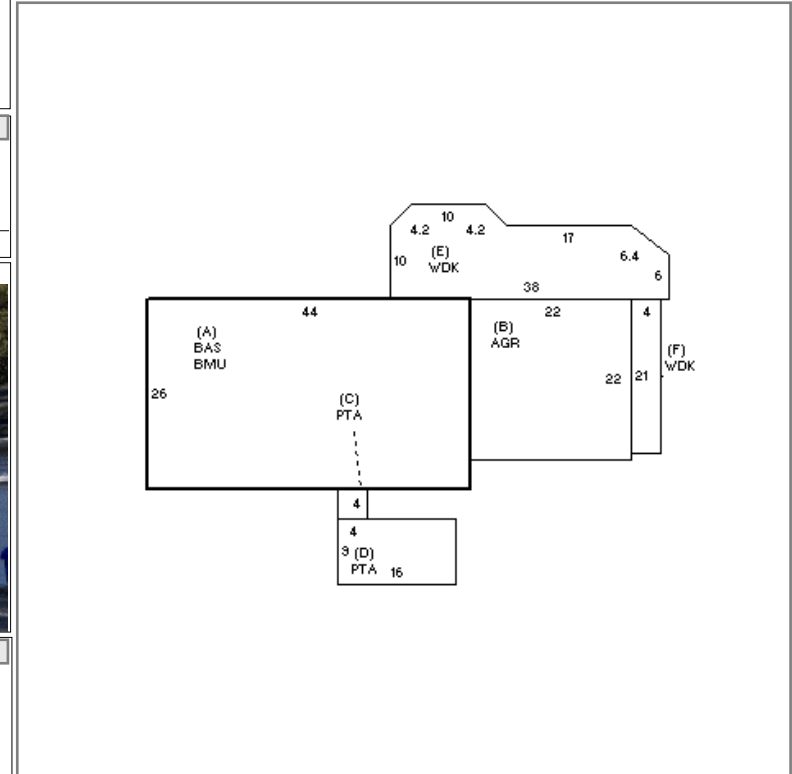 10
4.2 4.2
17
(E)
WDK
6.4
10
6
38
44
22
4
(A)
BAS
BMU
(B)
AGR
(F)
WDK
22
21
26
(C)
PTA
4
4
9 (D)
PTA 16